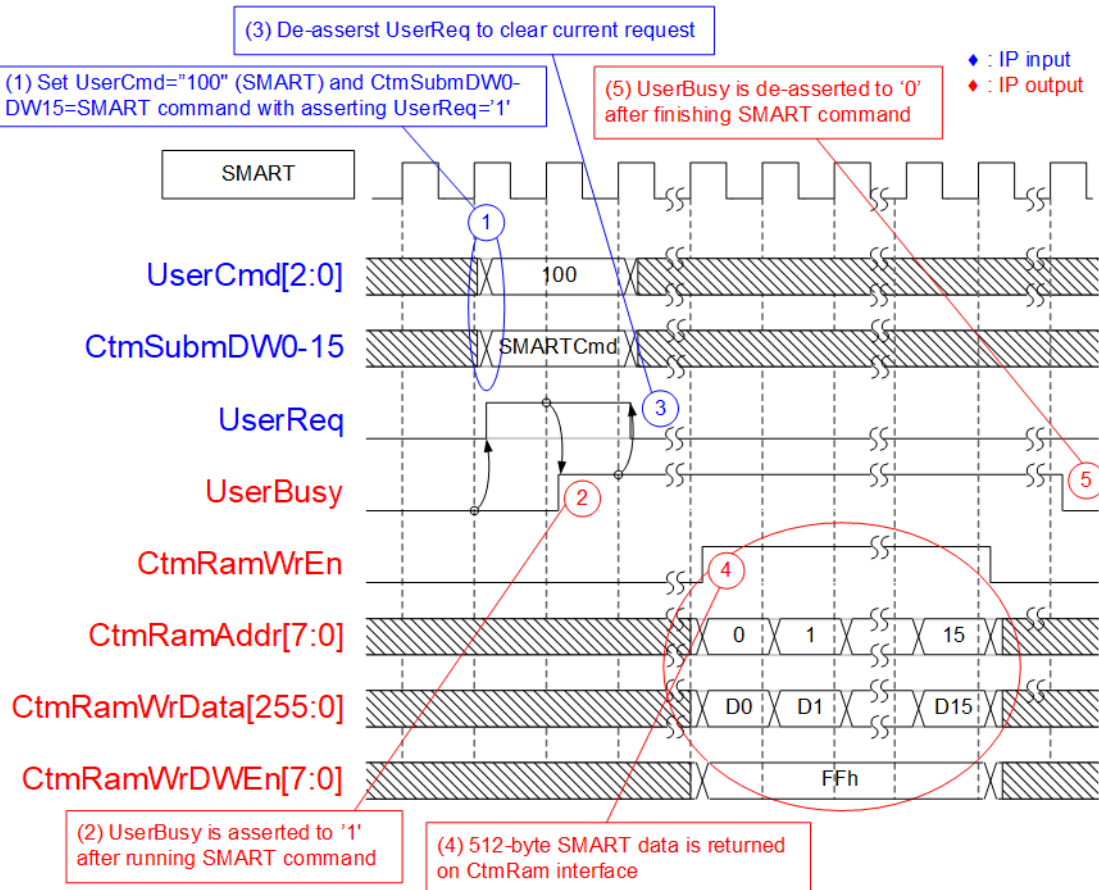 (3) De-asserst UserReq to clear current request
♦ : IP input
♦ : IP output
(1) Set UserCmd="100" (SMART) and CtmSubmDW0-
DW15=SMART command with asserting UserReq='1'
(5) UserBusy is de-asserted to ‘0’
after finishing SMART command
SMART
1
UserCmd[2:0]
100
CtmSubmDW0-15
SMARTCmd
UserReq
3
UserBusy
2
5
CtmRamWrEn
4
CtmRamAddr[7:0]
0 1 15
CtmRamWrData[255:0]
D0 D1 D15
CtmRamWrDWEn[7:0]
FFh
(2) UserBusy is asserted to ’1'
after running SMART command
(4) 512-byte SMART data is returned
on CtmRam interface